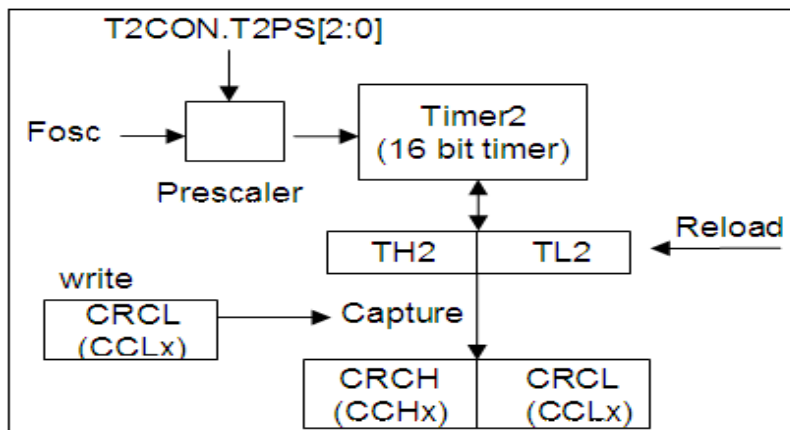 T2CON.T2PS[2:0]
Fosc
Prescaler
Timer2
(16 bit timer)
TH2
TL2
Reload
write
CRCL
(CCLx)
Capture
CRCH
(CCHx)
CRCL
(CCLx)